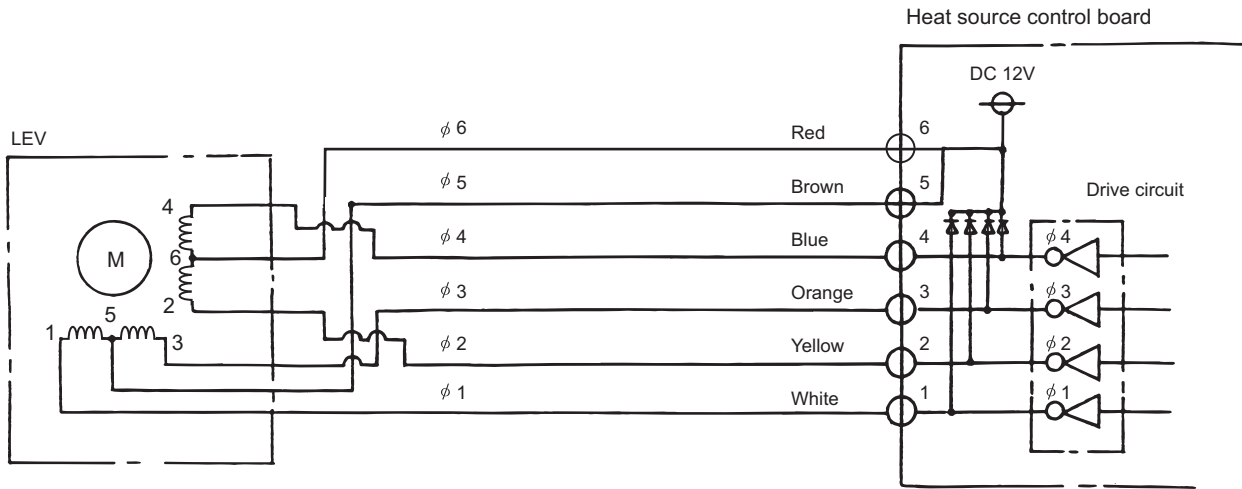 Heat source control board
DC 12V
LEV
ϕ 6
Red
6
ϕ 5
Brown
5
Drive circuit
4
ϕ 4
Blue
4
ϕ 4
M
6
ϕ 3
Orange
3
ϕ 3
2
5
1
3
ϕ 2
Yellow
2
ϕ 2
ϕ 1
White
1
ϕ 1